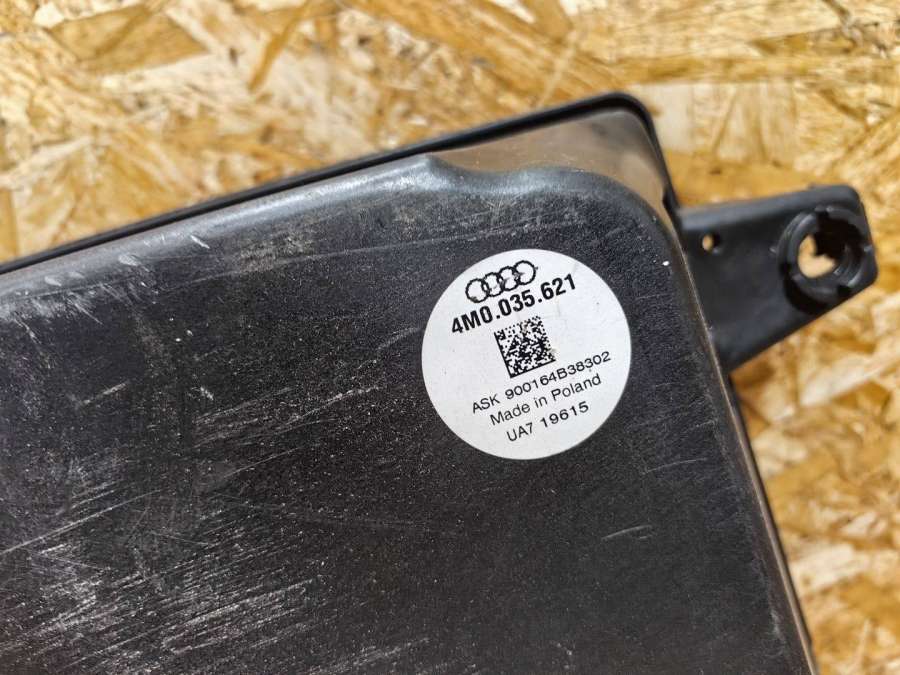 4M0.035.621
ASK 900164B38302
Made in Poland
UA7 19615